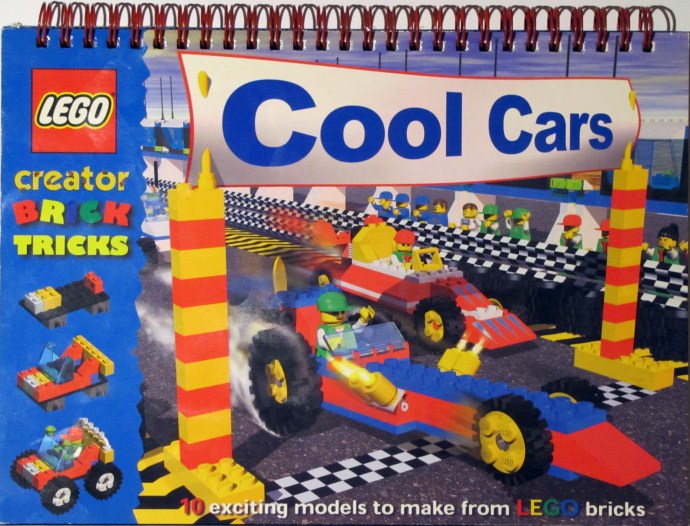 LEGO
creator
BRICK
TRICKS
Cool Cars
10 exciting models to make from LEGO bricks